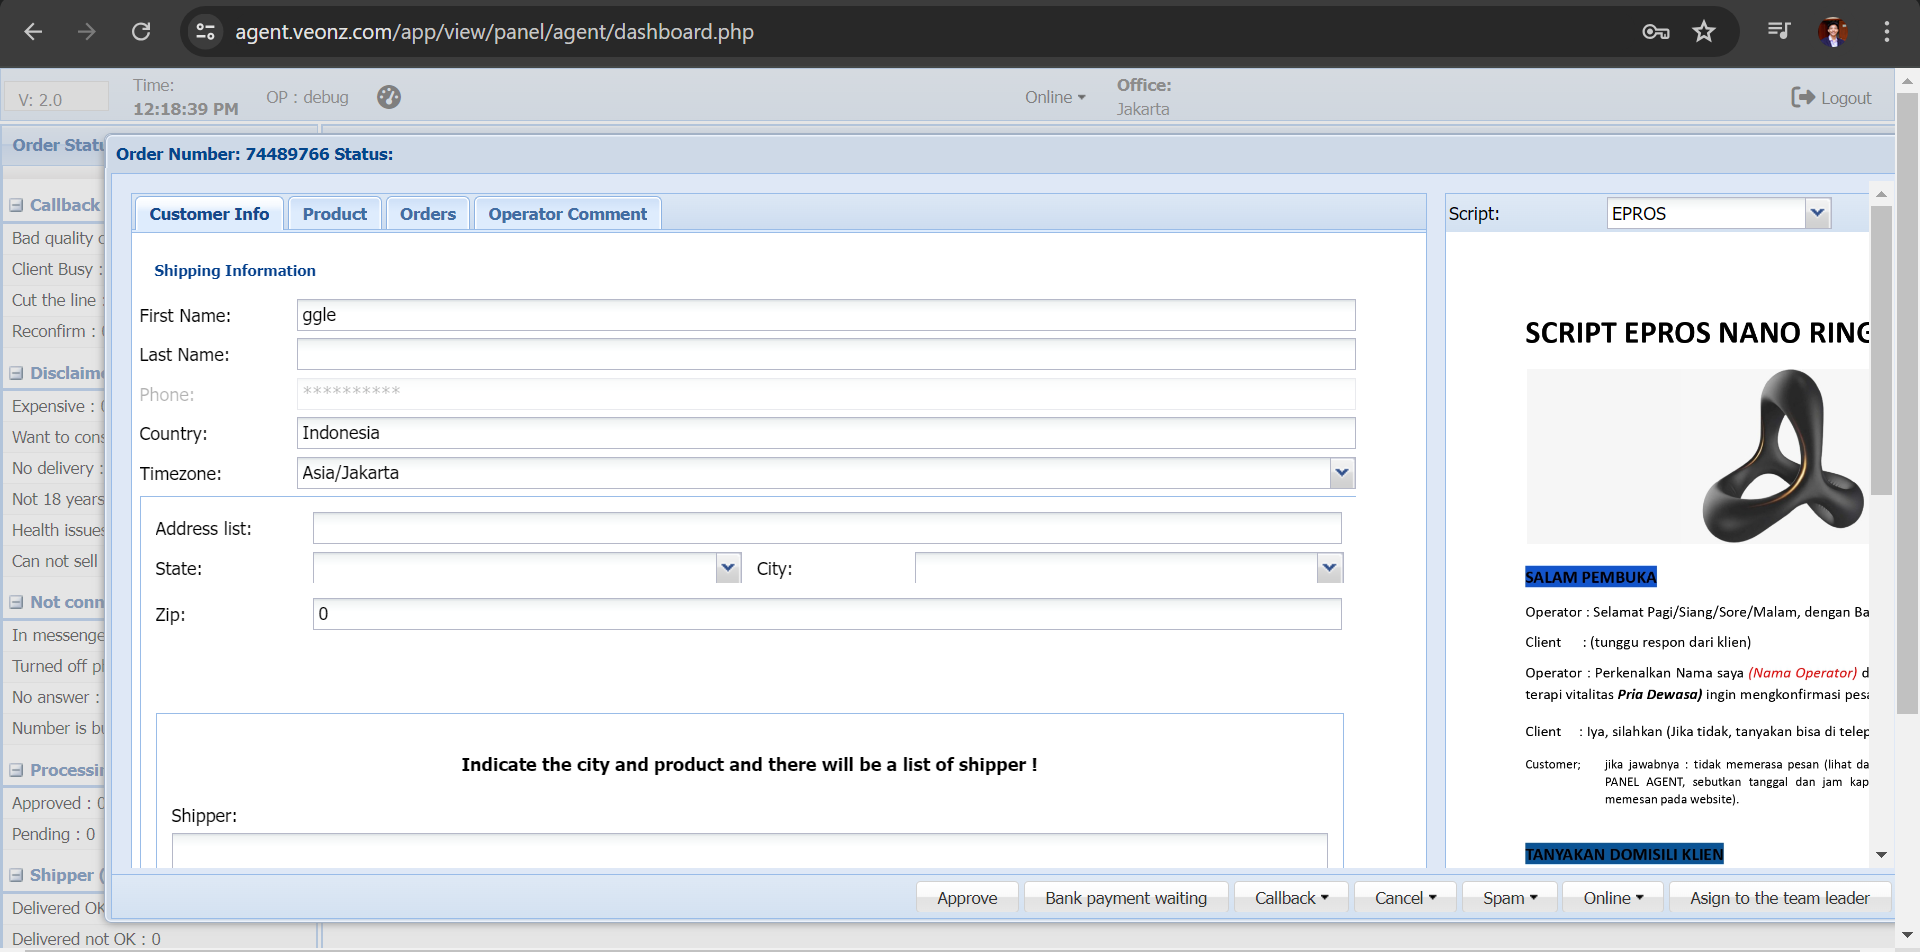 agent.veonz.com/app/view/panel/agent/dashboard.php
V: 2.0
Time:
12:18:39 PM
OP : debug
Online
Office:
Jakarta
Logout
Order Number: 74489766 Status:
Order Statu
Callback
Bad quality
Client Busy :
Cut the line :
Reconfirm :
Disclaime
Expensive :
Want to cons
No delivery :
Not 18 years
Health issues
Can not sell
Not conn
In messenge
Turned off
No answer :
Number is
Processin
Approved : 0
Pending : 0
Shipper (
Delivered OK
Delivered not OK : 0
Customer Info
Product
Orders
Operator Comment
Shipping Information
First Name: ggle
Last Name:
Phone: **********
Country: Indonesia
Timezone: Asia/Jakarta
Address list:
State:
City:
Zip: 0
Indicate the city and product and there will be a list of shipper !
Shipper:
Script: EPROS
SCRIPT EPROS NANO RING
SALAM PEMBUKA
Operator : Selamat Pagi/Siang/Sore/Malam, dengan Ba
Client : (tunggu respon dari klien)
Operator : Perkenalkan Nama saya (Nama Operator) d
terapi vitalitas Pria Dewasa) ingin mengkonfirmasi pesa
Client : Iya, silahkan (Jika tidak, tanyakan bisa di telep
Customer; jika jawabnya : tidak memerasa pesan (lihat da
PANEL AGENT, sebutkan tanggal dan jam kap
memesan pada website).
TANYAKAN DOMISILI KLIEN
Approve
Bank payment waiting
Callback
Cancel
Spam
Online
Asign to the team leader